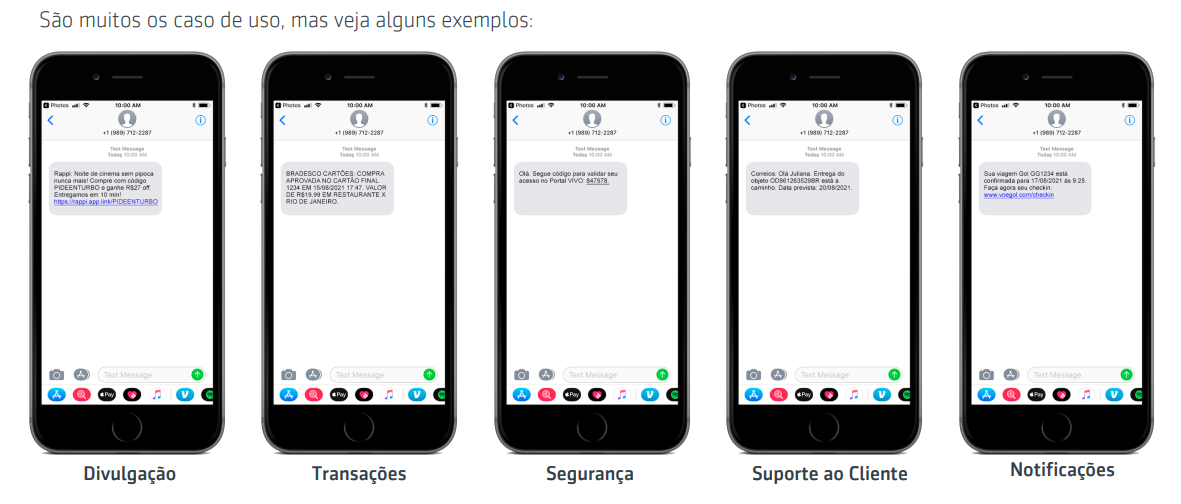 São muitos os caso de uso, mas veja alguns exemplos:
Photos
10:00 AM
+1 (989) 712-2287
Text Message
Today 10:00 AM
Rappi: Noite de cinema sem pipoca
nunca mais! Compre com código
PIDEENTURBO e ganhe R$27 off.
Entregamos em 10 min!
https://rappi.app.link/PIDEENTURBO
Text Message
Pay
Divulgação
Photos
10:00 AM
+1 (989) 712-2287
Text Message
Today 10:00 AM
BRADESCO CARTÕES: COMPRA
APROVADA NO CARTÃO FINAL
1234 EM 15/08/2021 17:47. VALOR
DE R$19,99 EM RESTAURANTE X
RIO DE JANEIRO.
Text Message
Pay
Transações
Photos
10:00 AM
+1 (989) 712-2287
Text Message
Today 10:00 AM
Olá. Segue código para validar seu
acesso no Portal VIVO: 847978.
Text Message
Pay
Segurança
Photos
10:00 AM
+1 (989) 712-2287
Text Message
Today 10:00 AM
Correios: Olá Juliana. Entrega do
objeto OD661263529BR está a
caminho. Data prevista: 20/08/2021.
Text Message
Pay
Suporte ao Cliente
Photos
10:00 AM
+1 (989) 712-2287
Text Message
Today 10:00 AM
Sua viagem Gol GG1234 está
confirmada para 17/08/2021 às 9:25.
Faça agora seu checkin:
www.voegol.com/checkin
Text Message
Pay
Notificações